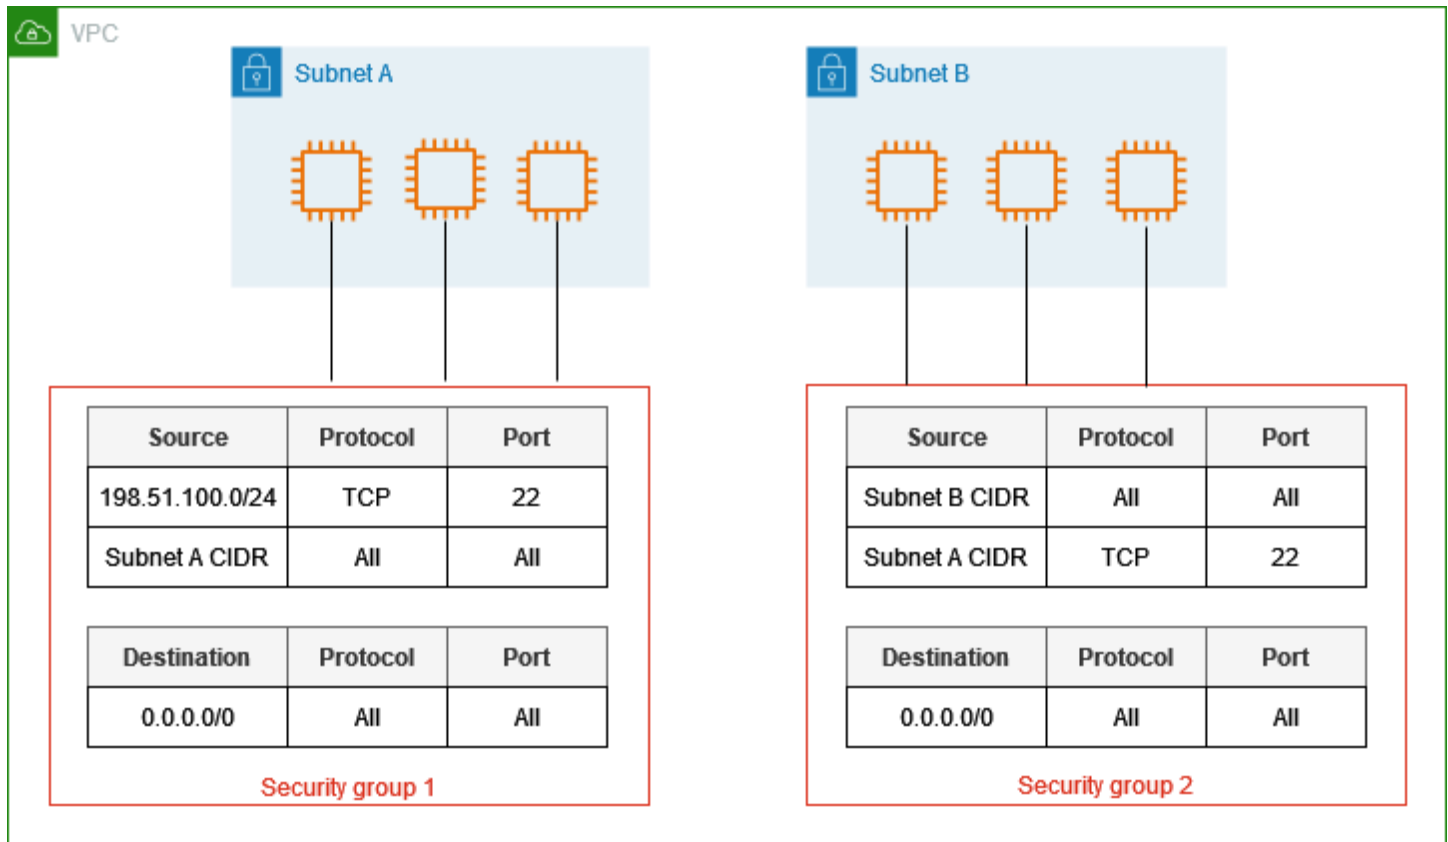 VPC
Subnet A
Subnet B
Source Protocol Port
198.51.100.0/24 TCP 22
Subnet A CIDR All All
Destination Protocol Port
0.0.0.0/0 All All
Security group 1
Source Protocol Port
Subnet B CIDR All All
Subnet A CIDR TCP 22
Destination Protocol Port
0.0.0.0/0 All All
Security group 2